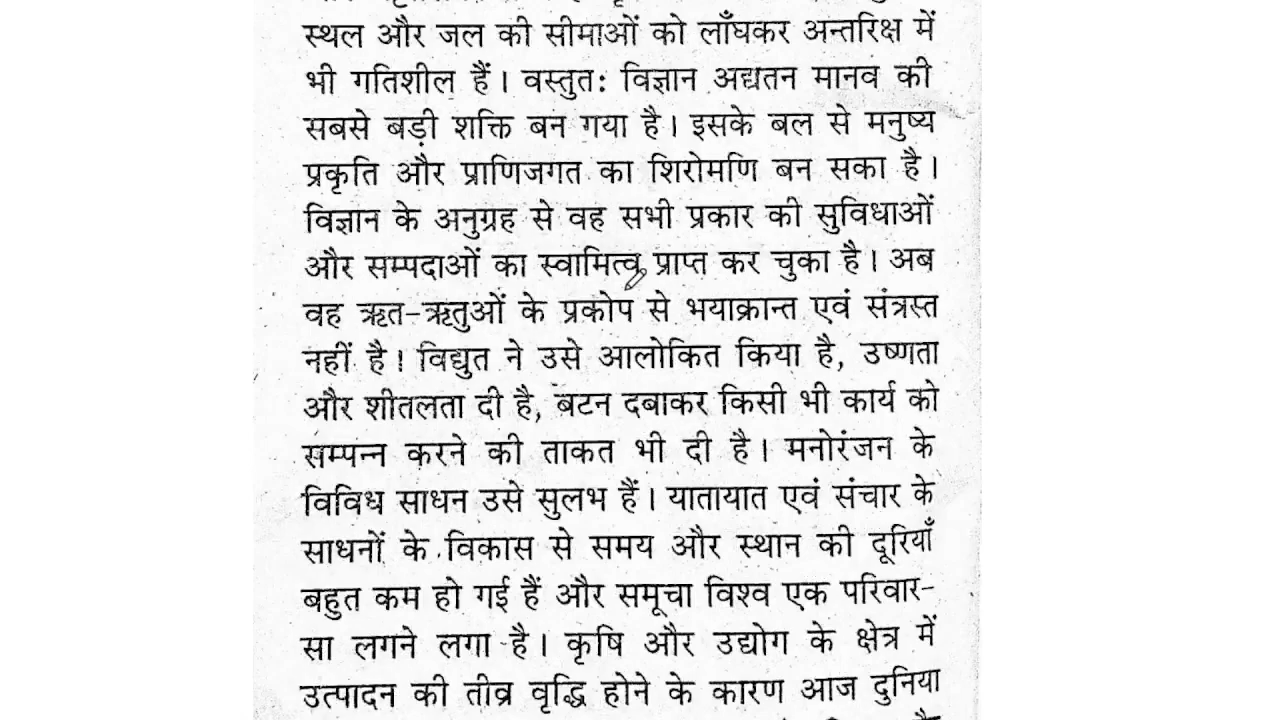 स्थल और जल की सीमाओं को लाँघकर अन्तरिक्ष में
भी गतिशील हैं। वस्तुतः विज्ञान अद्यतन मानव की
सबसे बड़ी शक्ति बन गया है। इसके बल से मनुष्य
प्रकृति और प्राणिजगत का शिरोमणि बन सका है।
विज्ञान के अनुग्रह से वह सभी प्रकार की सुविधाओं
और सम्पदाओं का स्वामित्व प्राप्त कर चुका है। अब
वह ऋत-ऋतुओं के प्रकोप से भयाक्रान्त एवं संत्रस्त
नहीं है। विद्युत ने उसे आलोकित किया है, उष्णता
और शीतलता दी है, बटन दबाकर किसी भी कार्य को
सम्पन्न करने की ताकत भी दी है। मनोरंजन के
विविध साधन उसे सुलभ हैं। यातायात एवं संचार के
साधनों के विकास से समय और स्थान की दूरियाँ
बहुत कम हो गई हैं और समूचा विश्व एक परिवार-
सा लगने लगा है। कृषि और उद्योग के क्षेत्र में
उत्पादन की तीव्र वृद्धि होने के कारण आज दुनिया